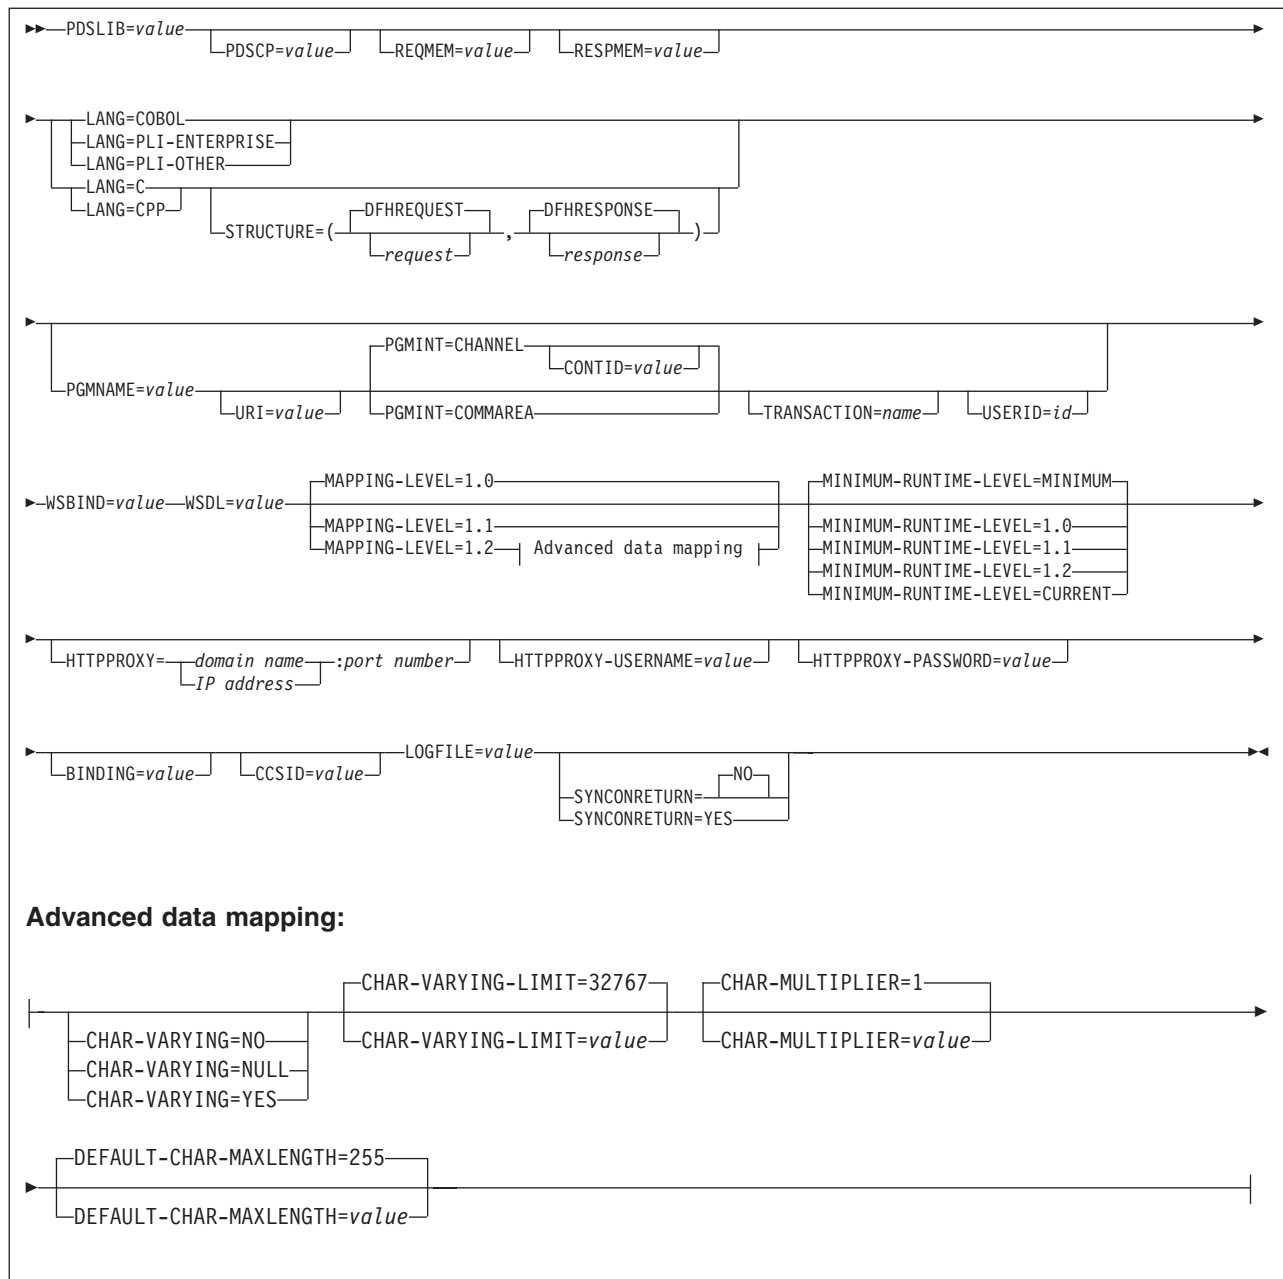 PDSLIB=value
PDSCP=value REQMEM=value RESPMEM=value
LANG=COBOL
LANG=PLI-ENTERPRISE
LANG=PLI-OTHER
LANG=C
LANG=CPP
DFHREQUEST DFHRESPONSE
STRUCTURE=( , )
request response
PGMINT=CHANNEL
CONTID=value
PGMNAME=value
URI=value PGMINT=COMMAREA TRANSACTION=name USERID=id
MAPPING-LEVEL=1.0 MINIMUM-RUNTIME-LEVEL=MINIMUM
WSBIND=value WSDL=value
MAPPING-LEVEL=1.1 MINIMUM-RUNTIME-LEVEL=1.0
MAPPING-LEVEL=1.2 Advanced data mapping MINIMUM-RUNTIME-LEVEL=1.1
MINIMUM-RUNTIME-LEVEL=1.2
MINIMUM-RUNTIME-LEVEL=CURRENT
HTTPPROXY= domain name :port number HTTPPROXY-USERNAME=value HTTPPROXY-PASSWORD=value
IP address
LOGFILE=value
BINDING=value CCSID=value NO
SYNCONRETURN=
SYNCONRETURN=YES
Advanced data mapping:
CHAR-VARYING-LIMIT=32767 CHAR-MULTIPLIER=1
CHAR-VARYING=NO CHAR-VARYING-LIMIT=value CHAR-MULTIPLIER=value
CHAR-VARYING=NULL
CHAR-VARYING=YES
DEFAULT-CHAR-MAXLENGTH=255
DEFAULT-CHAR-MAXLENGTH=value